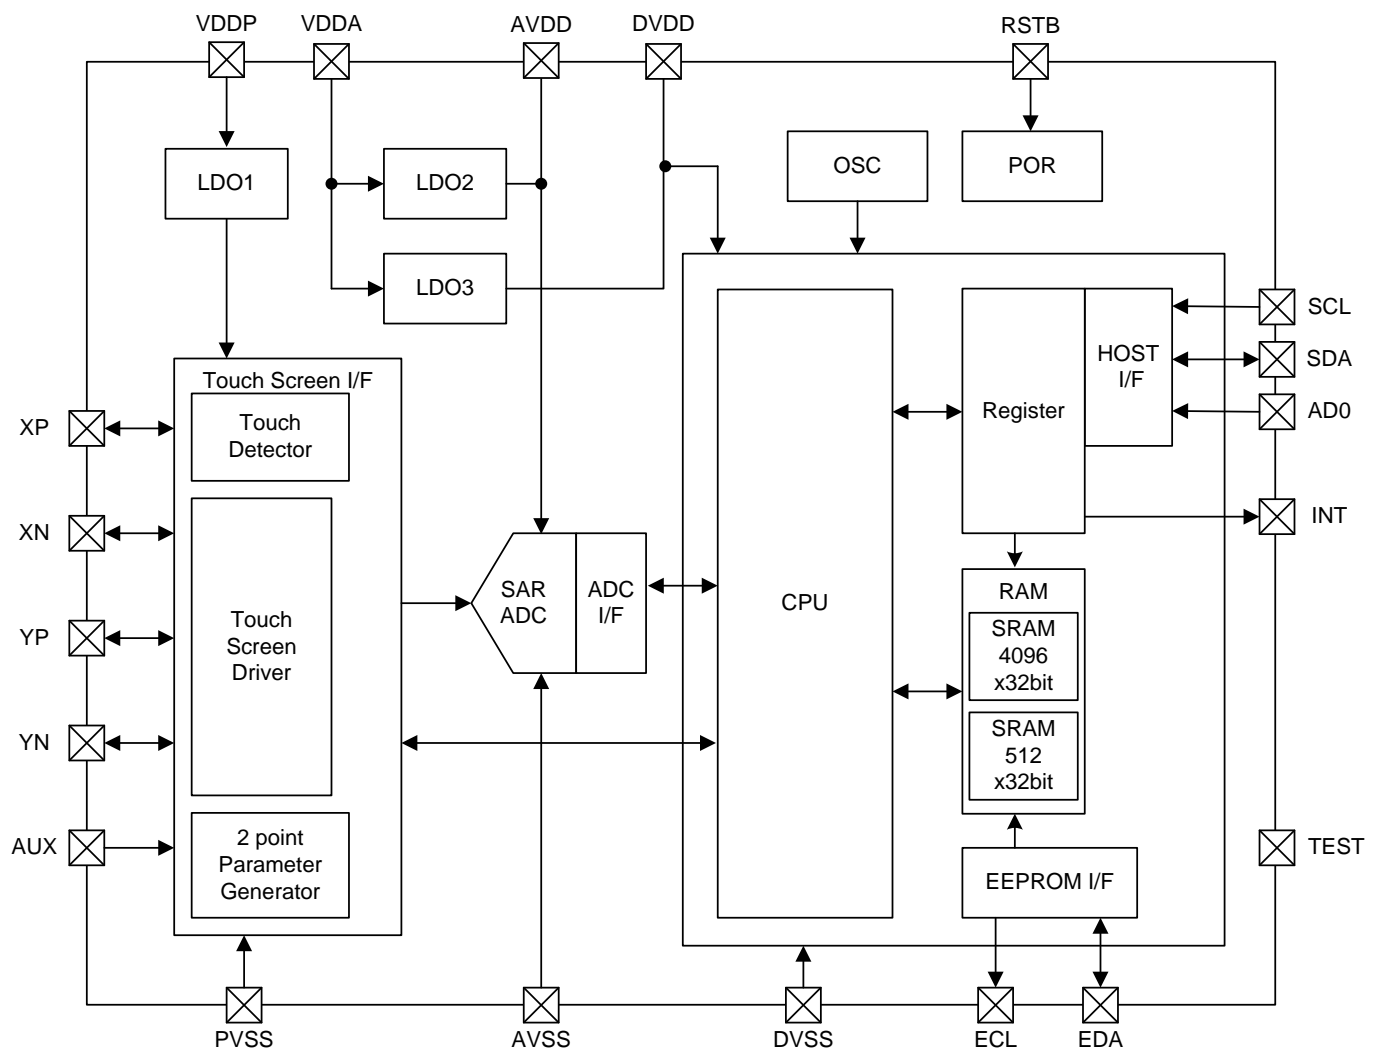 VDDP
VDDA
AVDD
DVDD
RSTB
LDO1
LDO2
OSC
POR
LDO3
SCL
SDA
AD0
INT
TEST
XP
XN
YP
YN
AUX
Touch Screen I/F
Touch
Detector
Touch
Screen
Driver
2 point
Parameter
Generator
SAR
ADC
ADC
I/F
CPU
Register
HOST
I/F
RAM
SRAM
4096
x32bit
SRAM
512
x32bit
EEPROM I/F
PVSS
AVSS
DVSS
ECL
EDA